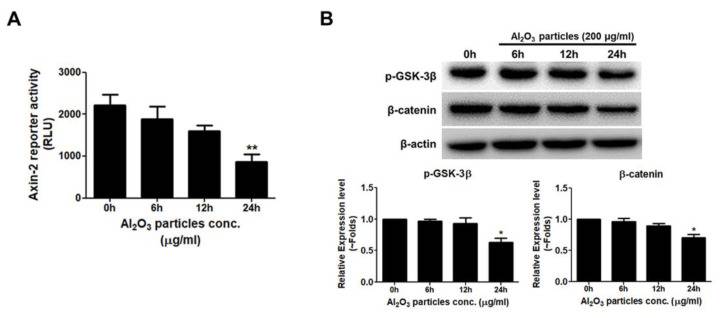 A
Axin-2 reporter activity
(RLU)
3000
2000
1000
0
**
0h 6h 12h 24h
Al₂O₃ particles conc.
(μg/ml)
B
Al₂O₃ particles (200 μg/ml)
0h 6h 12h 24h
p-GSK-3β
β-catenin
β-actin
p-GSK-3β
Relative Expression level
(~Folds)
1.5
1.0
0.5
0.0
*
0h 6h 12h 24h
Al₂O₃ particles conc. (μg/ml)
β-catenin
Relative Expression level
(~Folds)
1.5
1.0
0.5
0.0
*
0h 6h 12h 24h
Al₂O₃ particles conc. (μg/ml)